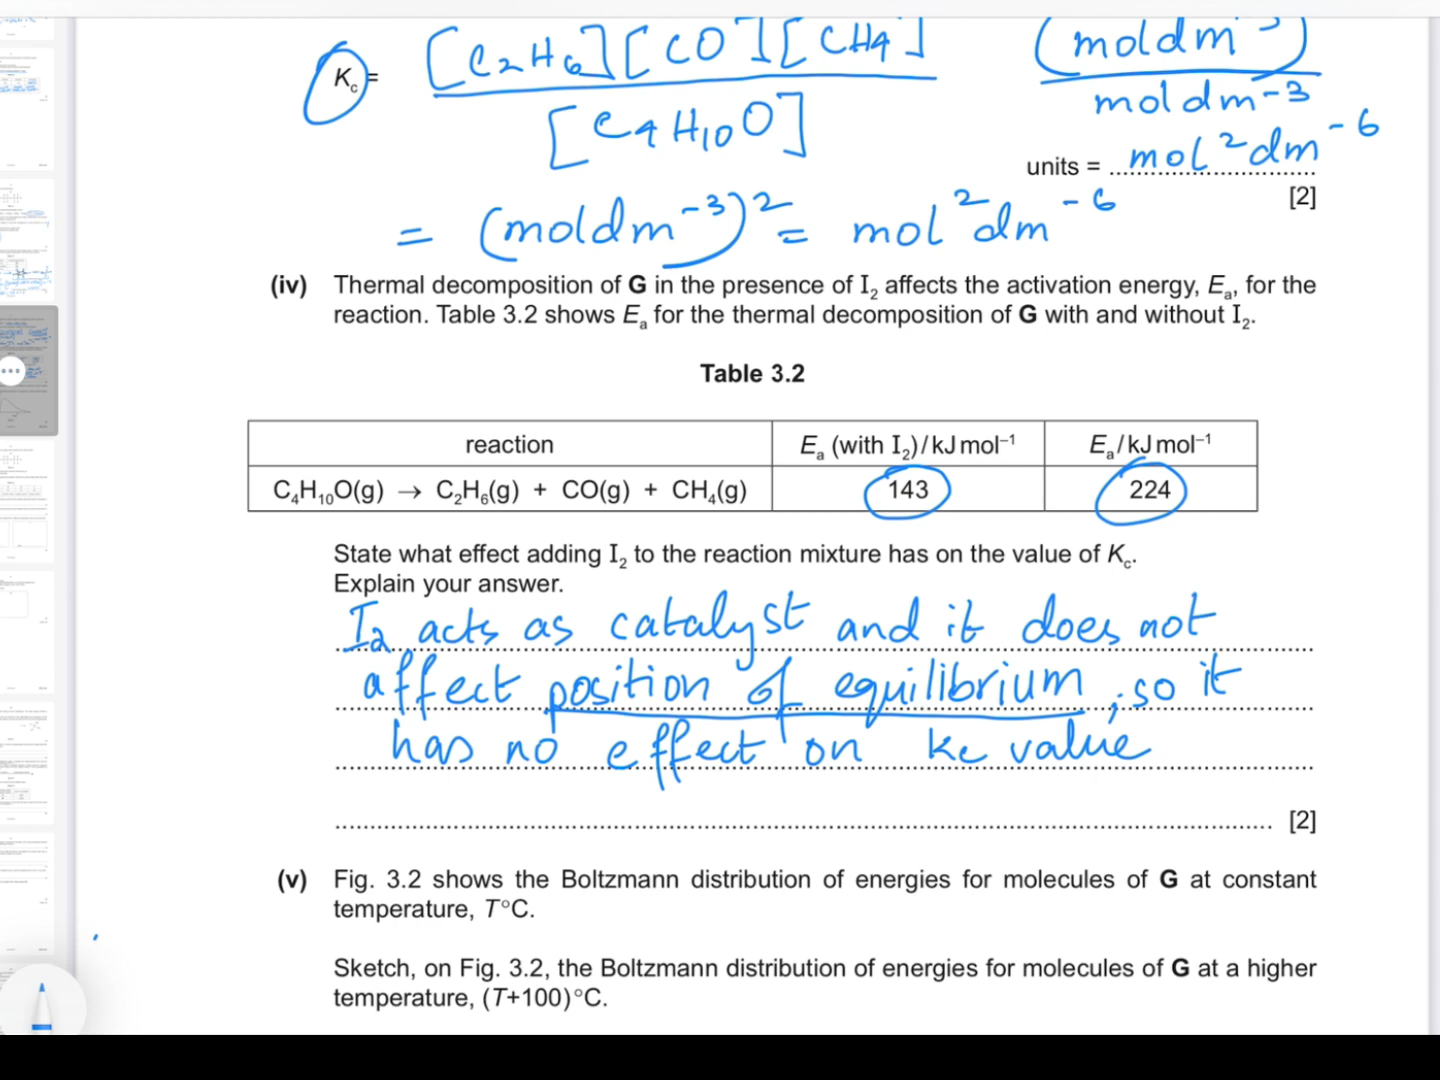 [C2H6][CO][CH4] (moldm-3)
Kc = moldm-3
[C4H10O]
units = mol2dm-6
[2]
= (moldm-3)2 = mol2dm-6
(iv) Thermal decomposition of G in the presence of I2 affects the activation energy, Ea, for the
reaction. Table 3.2 shows Ea for the thermal decomposition of G with and without I2.
Table 3.2
reaction Ea (with I2)/kJ mol–1 Ea/kJ mol–1
C4H10O(g) → C2H6(g) + CO(g) + CH4(g) 143 224
State what effect adding I2 to the reaction mixture has on the value of Kc.
Explain your answer.
I2 acts as catalyst and it does not
affect position of equilibrium, so it
has no effect on kc value
[2]
(v) Fig. 3.2 shows the Boltzmann distribution of energies for molecules of G at constant
temperature, T°C.
Sketch, on Fig. 3.2, the Boltzmann distribution of energies for molecules of G at a higher
temperature, (T+100)°C.